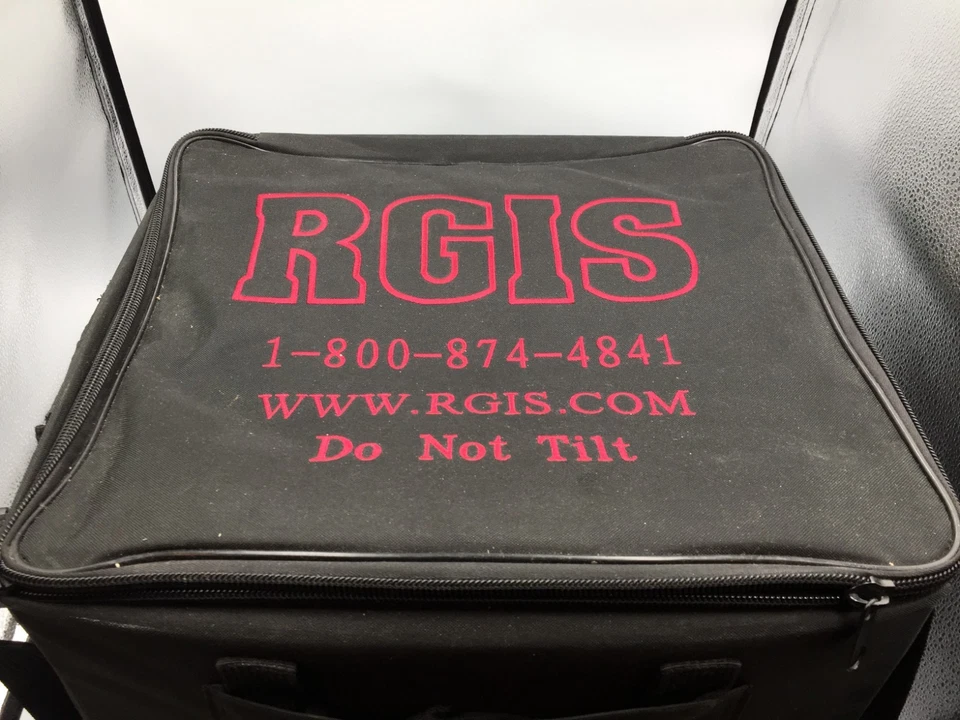 RGIS
1-800-874-4841
WWW.RGIS.COM
Do Not Tilt